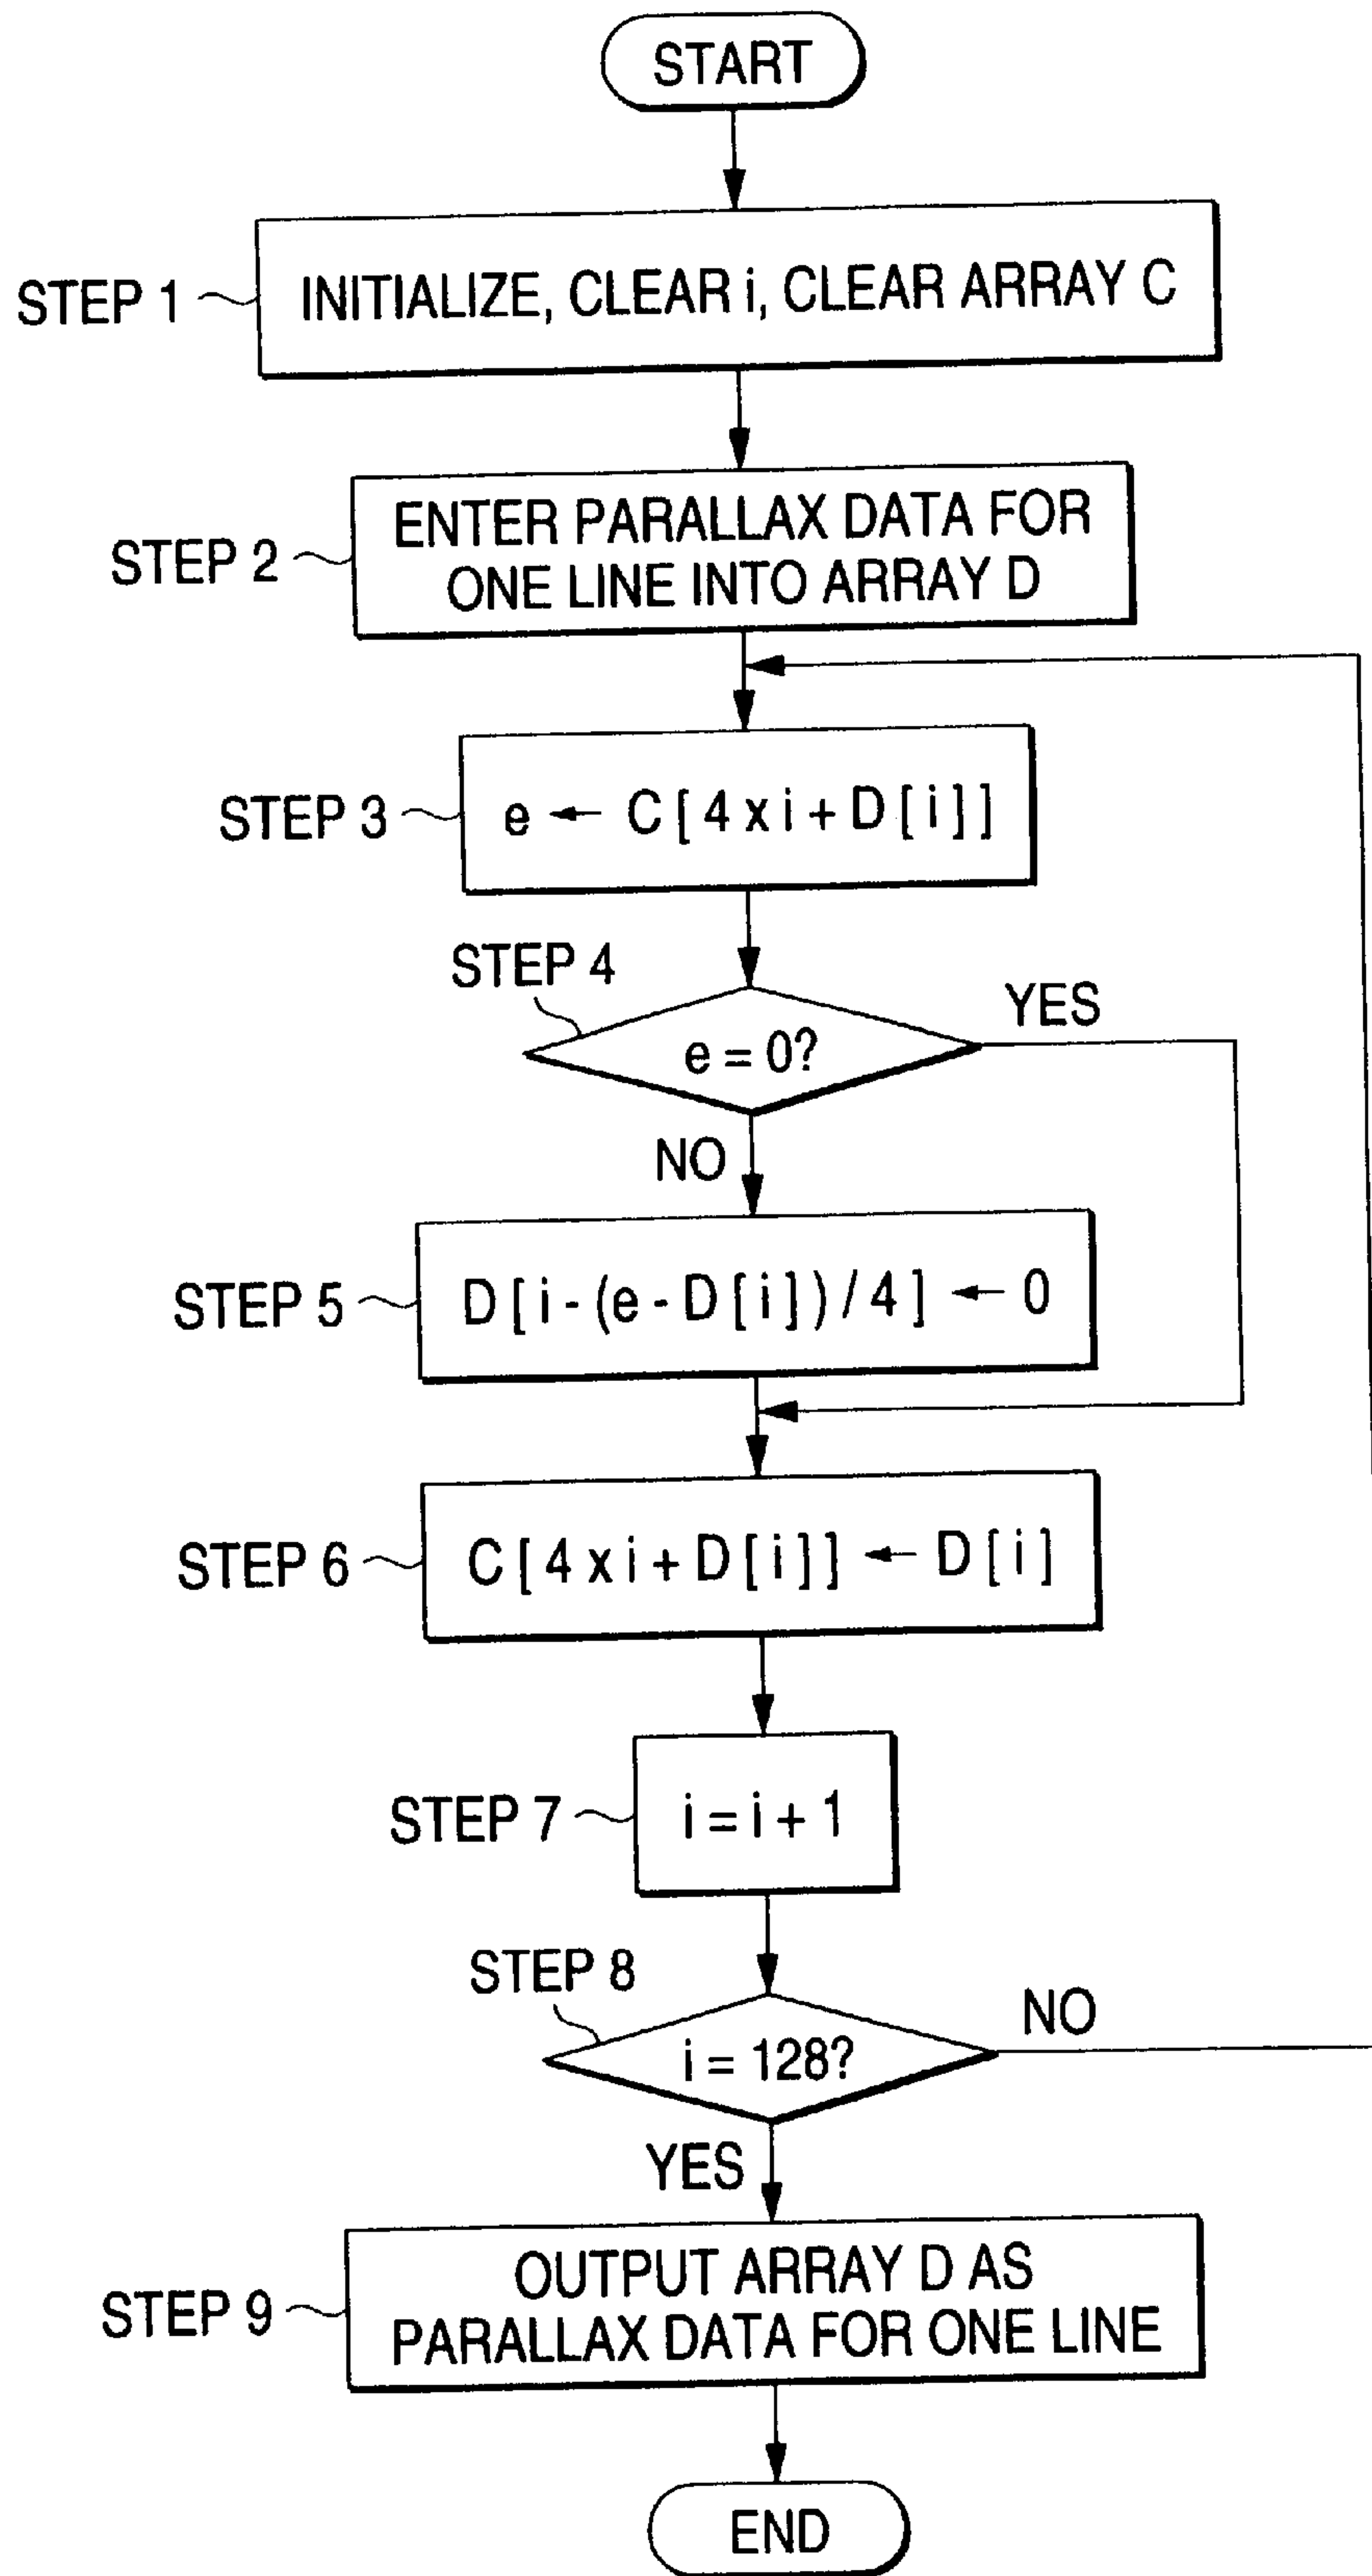 START
STEP 1
INITIALIZE, CLEAR i, CLEAR ARRAY C
STEP 2
ENTER PARALLAX DATA FOR
ONE LINE INTO ARRAY D
STEP 3
e ← C [ 4 x i + D [ i ] ]
STEP 4
e = 0?
YES
NO
STEP 5
D [ i - (e - D [ i ] ) / 4 ] ← 0
STEP 6
C [ 4 x i + D [ i ] ] ← D [ i ]
STEP 7
i = i + 1
STEP 8
i = 128?
NO
YES
STEP 9
OUTPUT ARRAY D AS
PARALLAX DATA FOR ONE LINE
END